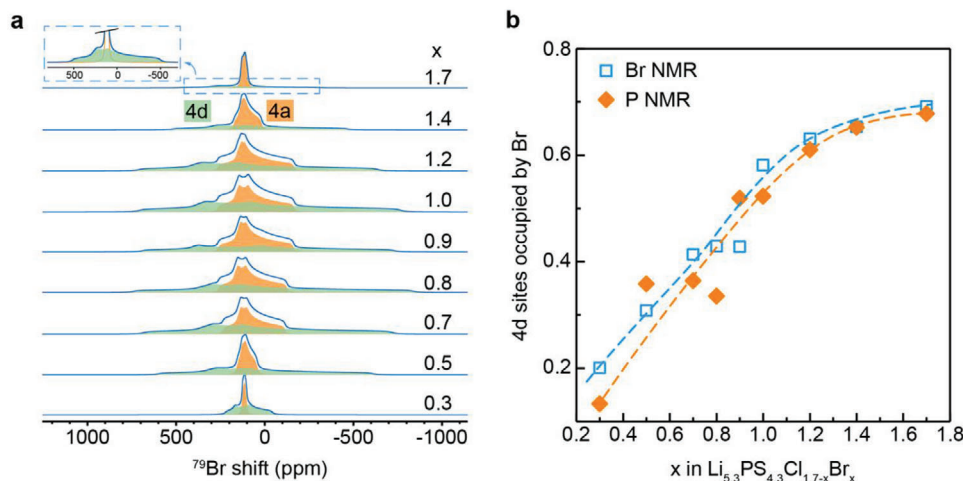 a
500 0 -500
x
1.7
4d 4a
1.4
1.2
1.0
0.9
0.8
0.7
0.5
0.3
1000 500 0 -500 -1000
⁷⁹Br shift (ppm)
b
0.8
0.6
0.4
0.2
4d sites occupied by Br
Br NMR
P NMR
0.2 0.4 0.6 0.8 1.0 1.2 1.4 1.6 1.8
x in Li₅.₃PS₄.₃Cl₁.₇₋ₓBrₓ